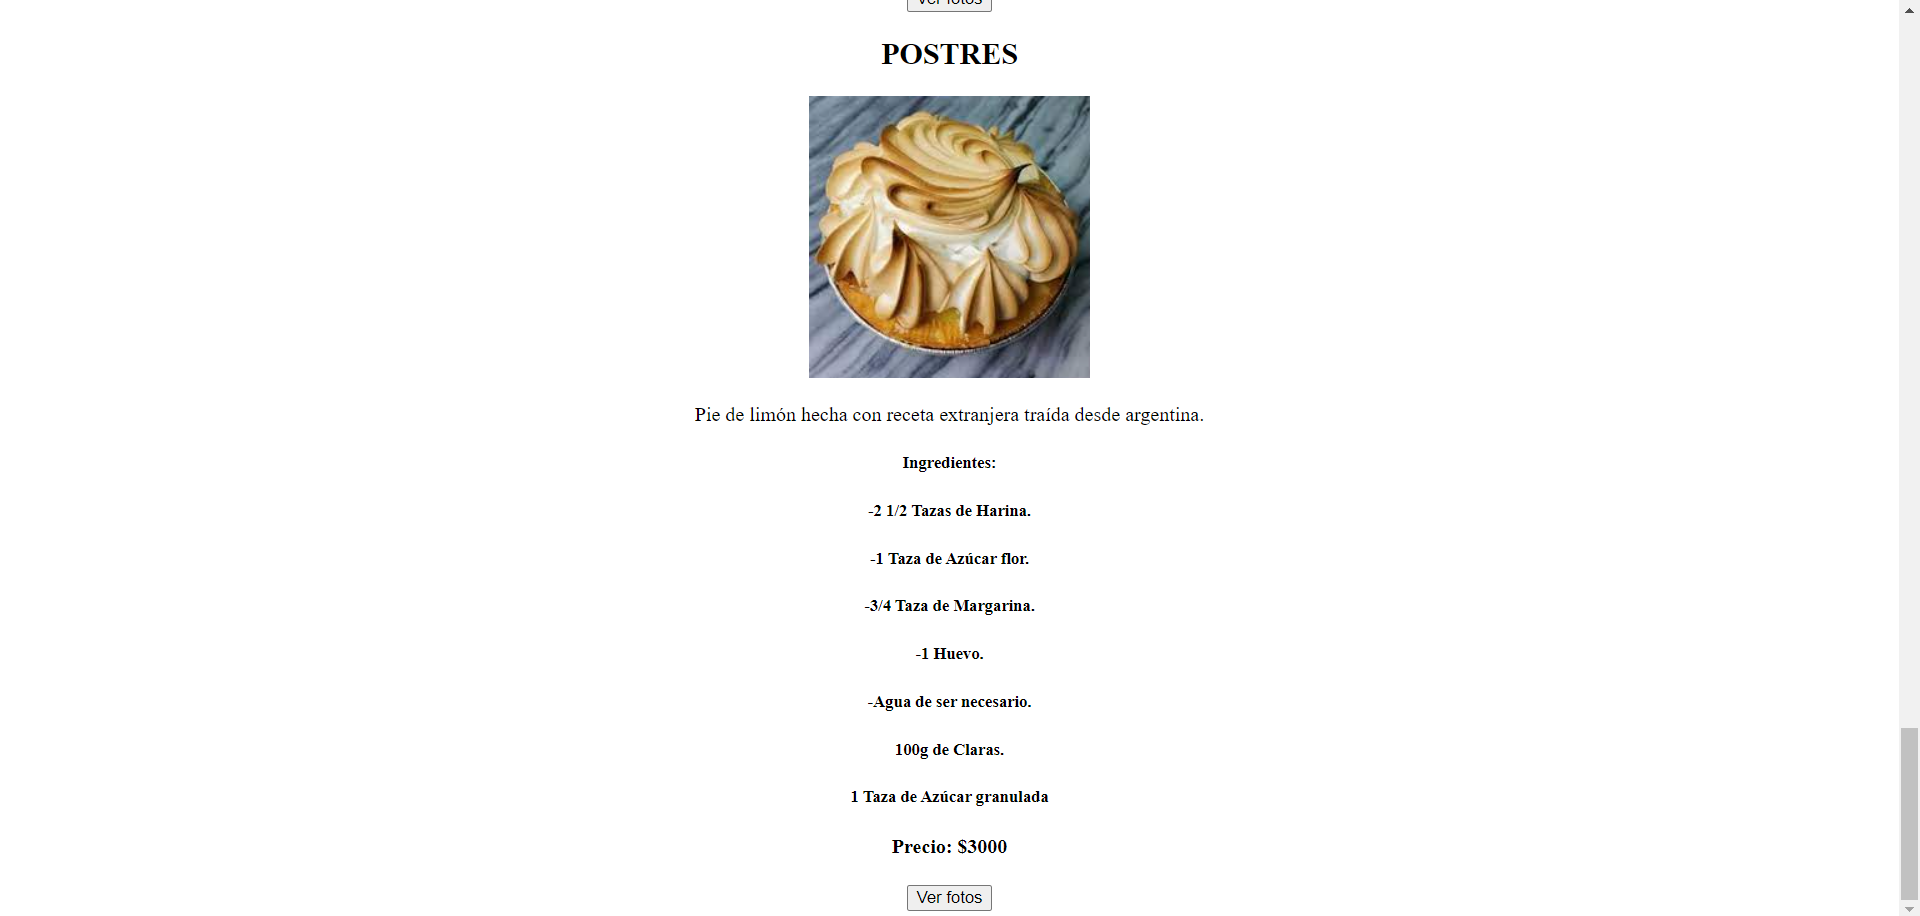 Ver fotos
POSTRES
Pie de limón hecha con receta extranjera traída desde argentina.
Ingredientes:
-2 1/2 Tazas de Harina.
-1 Taza de Azúcar flor.
-3/4 Taza de Margarina.
-1 Huevo.
-Agua de ser necesario.
100g de Claras.
1 Taza de Azúcar granulada
Precio: $3000
Ver fotos